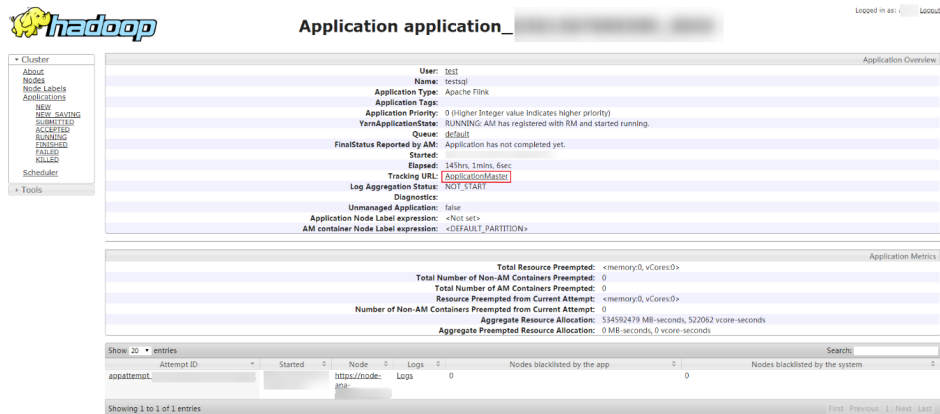 Logged in as: Logout
hadoop
Application application_
Cluster
About
Nodes
Node Labels
Applications
NEW
NEW_SAVING
SUBMITTED
ACCEPTED
RUNNING
FINISHED
FAILED
KILLED
Scheduler
Tools
Application Overview
User: test
Name: testsql
Application Type: Apache Flink
Application Tags:
Application Priority: 0 (Higher Integer value indicates higher priority)
YarnApplicationState: RUNNING: AM has registered with RM and started running.
Queue: default
FinalStatus Reported by AM: Application has not completed yet.
Started:
Elapsed: 145hrs, 1mins, 6sec
Tracking URL: ApplicationMaster
Log Aggregation Status: NOT_START
Diagnostics:
Unmanaged Application: false
Application Node Label expression: <Not set>
AM container Node Label expression: <DEFAULT_PARTITION>
Application Metrics
Total Resource Preempted: <memory:0, vCores:0>
Total Number of Non-AM Containers Preempted: 0
Total Number of AM Containers Preempted: 0
Resource Preempted from Current Attempt: <memory:0, vCores:0>
Number of Non-AM Containers Preempted from Current Attempt: 0
Aggregate Resource Allocation: 534592479 MB-seconds, 522062 vcore-seconds
Aggregate Preempted Resource Allocation: 0 MB-seconds, 0 vcore-seconds
Show 20 entries Search:
Attempt ID Started Node Logs Nodes blacklisted by the app Nodes blacklisted by the system
appattempt_ https://node- Logs 0 0
ana-
Showing 1 to 1 of 1 entries First Previous 1 Next Last